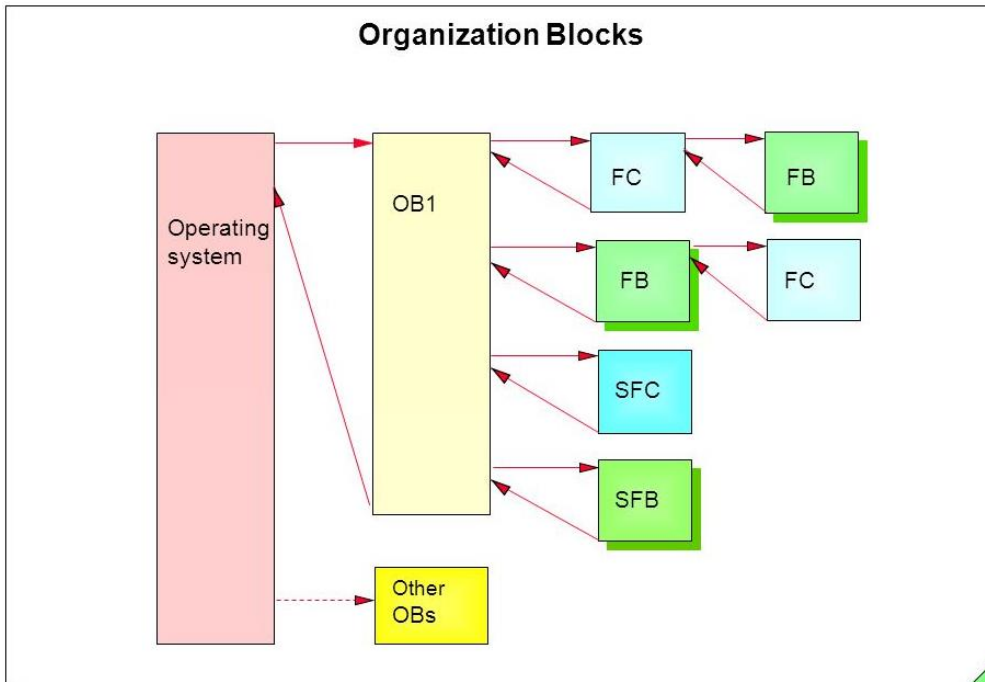 Organization Blocks
Operating
system
OB1
FC
FB
FB
FC
SFC
SFB
Other
OBs